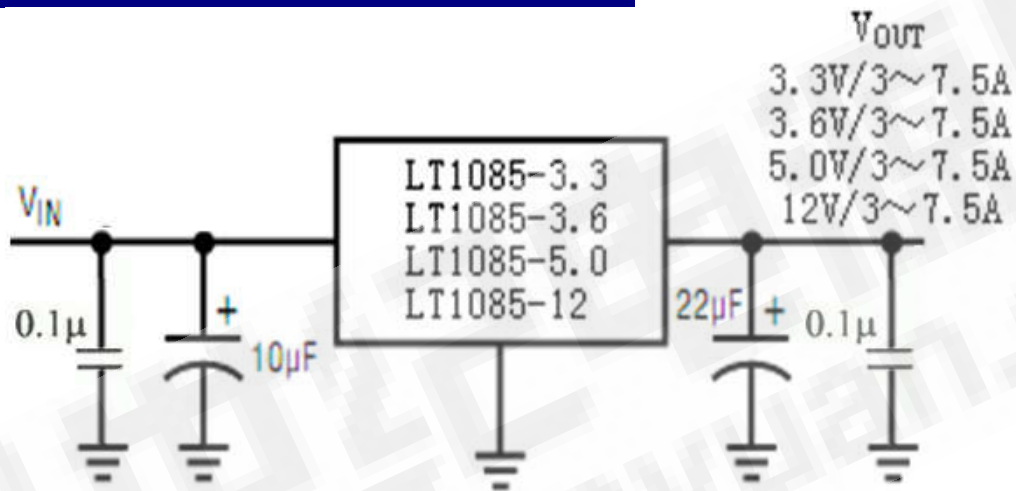 VOUT
3.3V/3～7.5A
3.6V/3～7.5A
5.0V/3～7.5A
12V/3～7.5A
LT1085-3.3
LT1085-3.6
LT1085-5.0
LT1085-12
VIN
0.1μ
+
10μF
22μF
+
0.1μ